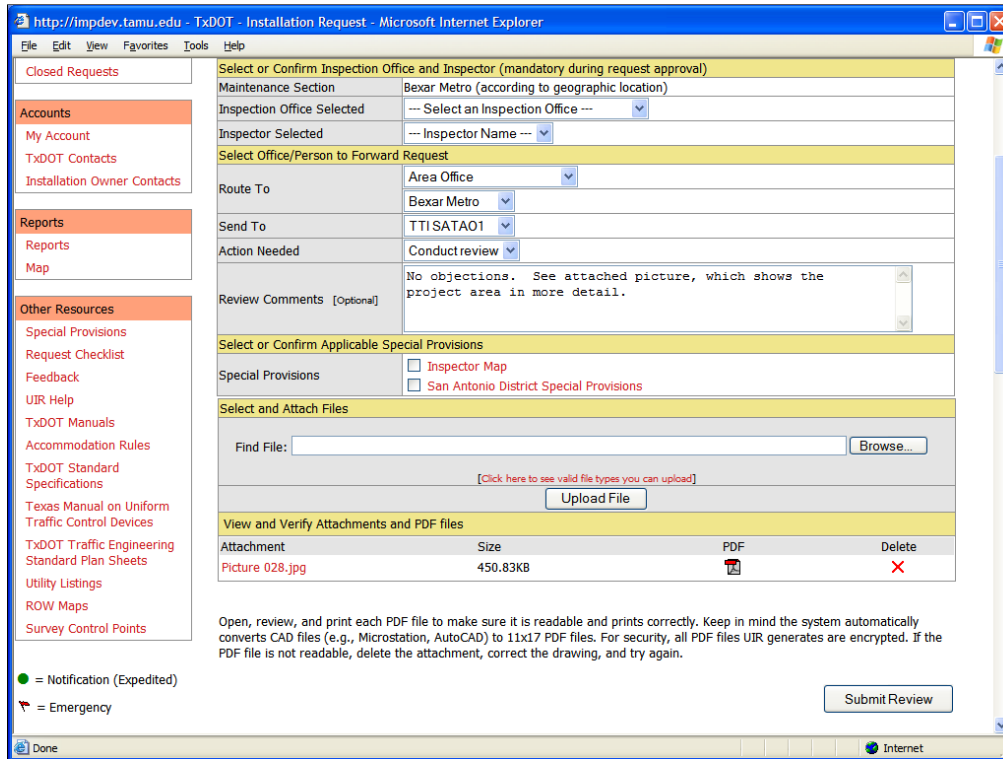 http://impdev.tamu.edu - TxDOT - Installation Request - Microsoft Internet Explorer
File Edit View Favorites Tools Help
Closed Requests
Accounts
My Account
TxDOT Contacts
Installation Owner Contacts
Reports
Reports
Map
Other Resources
Special Provisions
Request Checklist
Feedback
UIR Help
TxDOT Manuals
Accommodation Rules
TxDOT Standard
Specifications
Texas Manual on Uniform
Traffic Control Devices
TxDOT Traffic Engineering
Standard Plan Sheets
Utility Listings
ROW Maps
Survey Control Points
= Notification (Expedited)
= Emergency
Select or Confirm Inspection Office and Inspector (mandatory during request approval)
Maintenance Section Bexar Metro (according to geographic location)
Inspection Office Selected --- Select an Inspection Office ---
Inspector Selected --- Inspector Name ---
Select Office/Person to Forward Request
Route To Area Office
Bexar Metro
Send To TTISATAO1
Action Needed Conduct review
Review Comments [Optional] No objections. See attached picture, which shows the
project area in more detail.
Select or Confirm Applicable Special Provisions
Special Provisions Inspector Map
San Antonio District Special Provisions
Select and Attach Files
Find File: Browse...
[Click here to see valid file types you can upload]
Upload File
View and Verify Attachments and PDF files
Attachment Size PDF Delete
Picture 028.jpg 450.83KB
Open, review, and print each PDF file to make sure it is readable and prints correctly. Keep in mind the system automatically
converts CAD files (e.g., Microstation, AutoCAD) to 11x17 PDF files. For security, all PDF files UIR generates are encrypted. If the
PDF file is not readable, delete the attachment, correct the drawing, and try again.
Submit Review
Done Internet